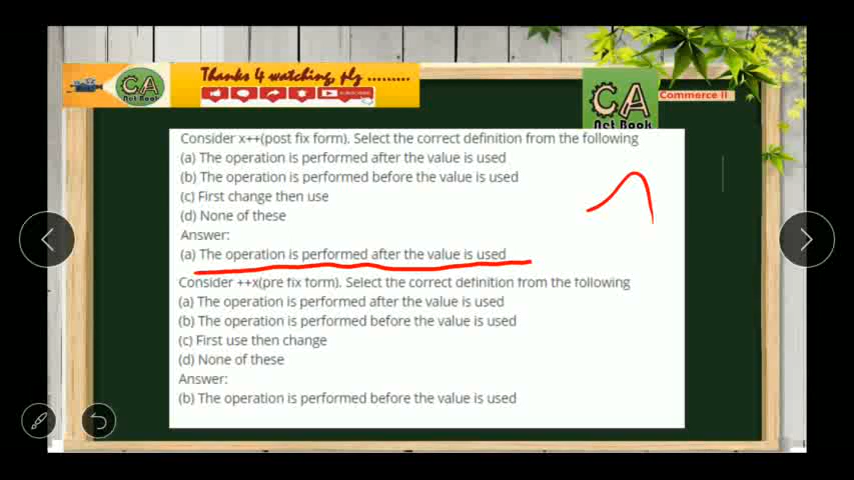 Thanks 4 watching, plz .........
CA
Net Book
SUBSCRIBE
CA
Net Book
Commerce II
Consider x++(post fix form). Select the correct definition from the following
(a) The operation is performed after the value is used
(b) The operation is performed before the value is used
(c) First change then use
(d) None of these
Answer:
(a) The operation is performed after the value is used
Consider ++x(pre fix form). Select the correct definition from the following
(a) The operation is performed after the value is used
(b) The operation is performed before the value is used
(c) First use then change
(d) None of these
Answer:
(b) The operation is performed before the value is used